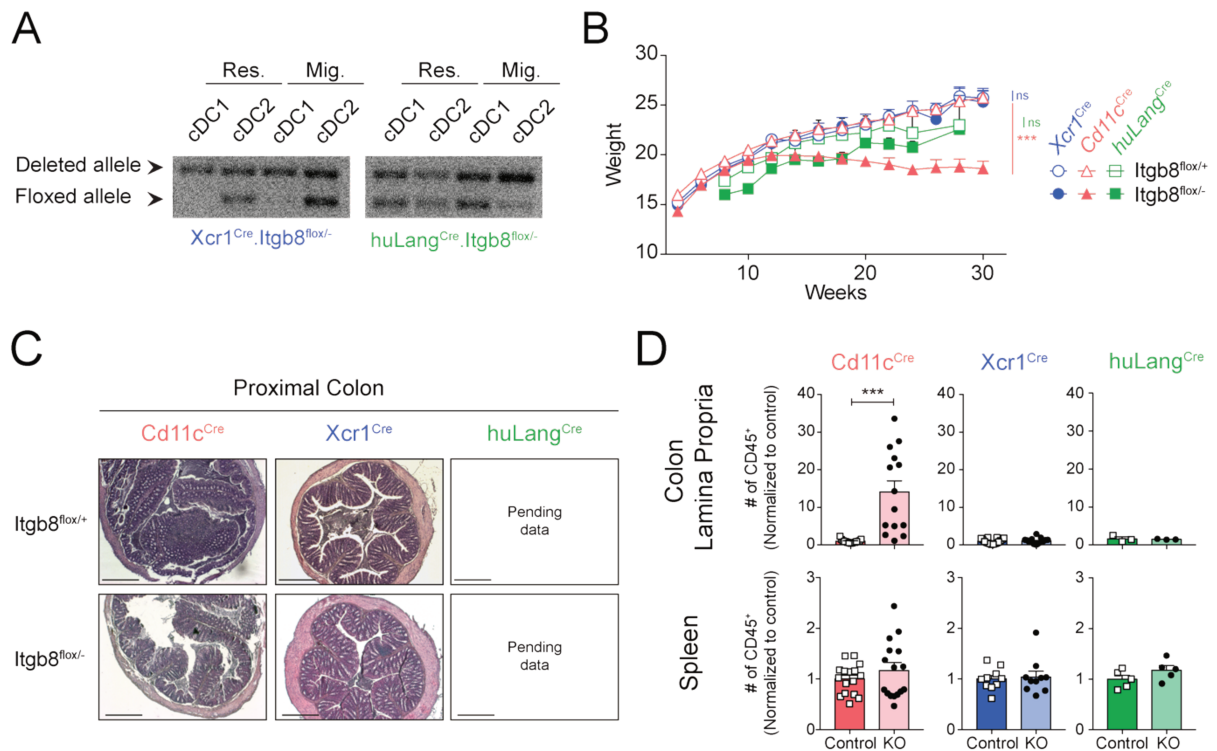 A
Res.
Mig.
Res.
Mig.
cDC1
cDC2
cDC1
cDC2
cDC1
cDC2
cDC1
cDC2
Deleted allele
Floxed allele
Xcr1Cre.Itgb8flox/-
huLangCre.Itgb8flox/-
B
30
25
20
15
10
Weight
10
20
30
Weeks
ns
ns
***
Xcr1Cre
Cd11cCre
huLangCre
Itgb8flox/+
Itgb8flox/-
C
Proximal Colon
Cd11cCre
Xcr1Cre
huLangCre
Itgb8flox/+
Pending
data
Itgb8flox/-
Pending
data
D
Cd11cCre
Xcr1Cre
huLangCre
Colon
Lamina Propria
# of CD45+
(Normalized to control)
40
30
20
10
0
***
40
30
20
10
0
40
30
20
10
0
Spleen
# of CD45+
(Normalized to control)
3
2
1
0
3
2
1
0
3
2
1
0
Control KO
Control KO
Control KO